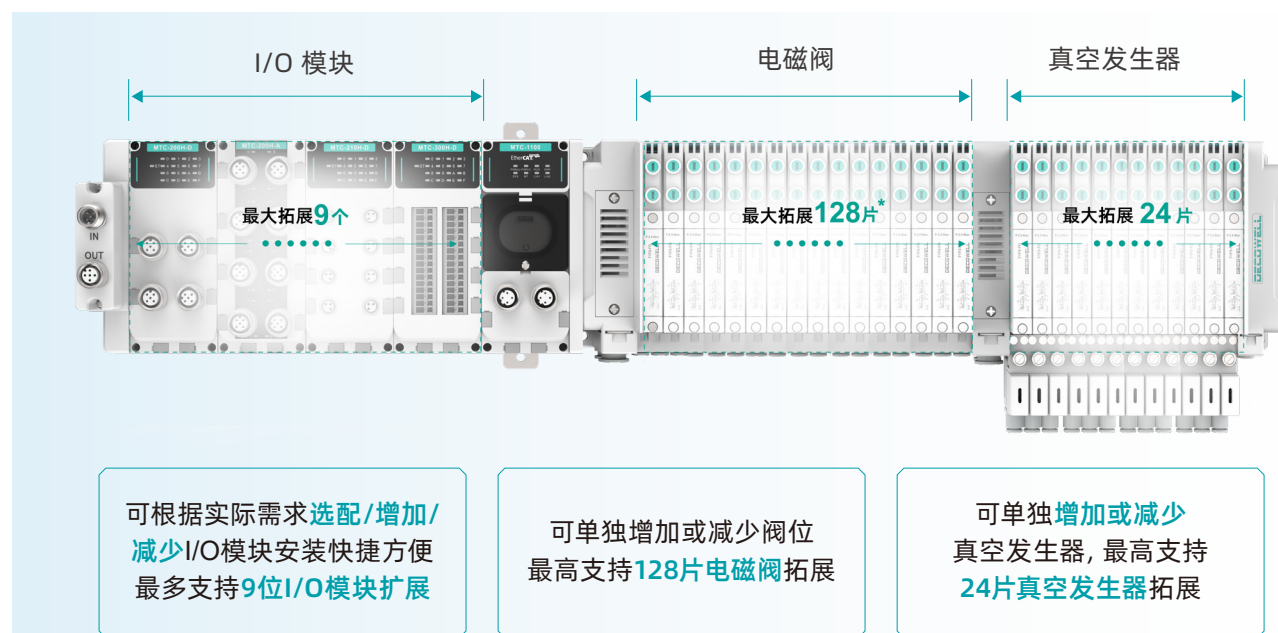 I/O 模块
电磁阀
真空发生器
MTC-200H-D
MTC-200H-A
MTC-210H-D
MTC-300H-D
MTC-1100
EtherCAT
IN
OUT
最大拓展9个
最大拓展128片*
最大拓展 24 片
DECOWELL
可根据实际需求选配/增加/
减少I/O模块安装快捷方便
最多支持9位I/O模块扩展
可单独增加或减少阀位
最高支持128片电磁阀拓展
可单独增加或减少
真空发生器, 最高支持
24片真空发生器拓展